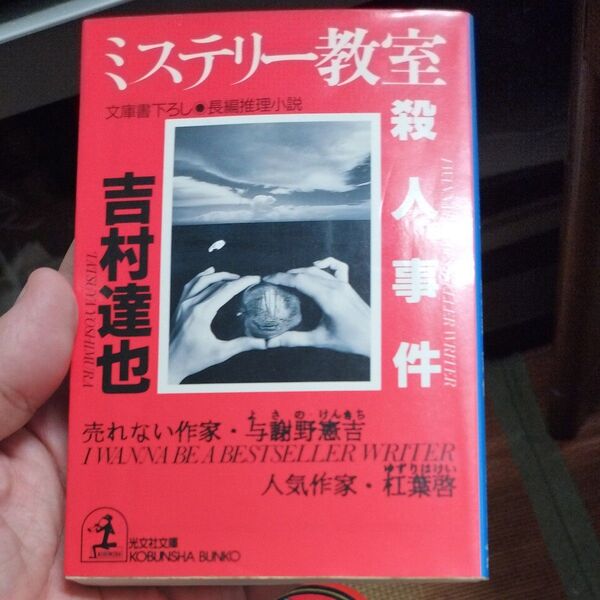 ミステリー教室
文庫書下ろし●長編推理小説
殺人事件
I WANNA BE A BESTSELLER WRITER
吉村達也
TATSUYA YOSHIMURA
よさのけんきち
売れない作家・与謝野憲吉
I WANNA BE A BESTSELLER WRITER
ゆずりはけい
人気作家・杠葉啓
光文社文庫
KOBUNSHA BUNKO